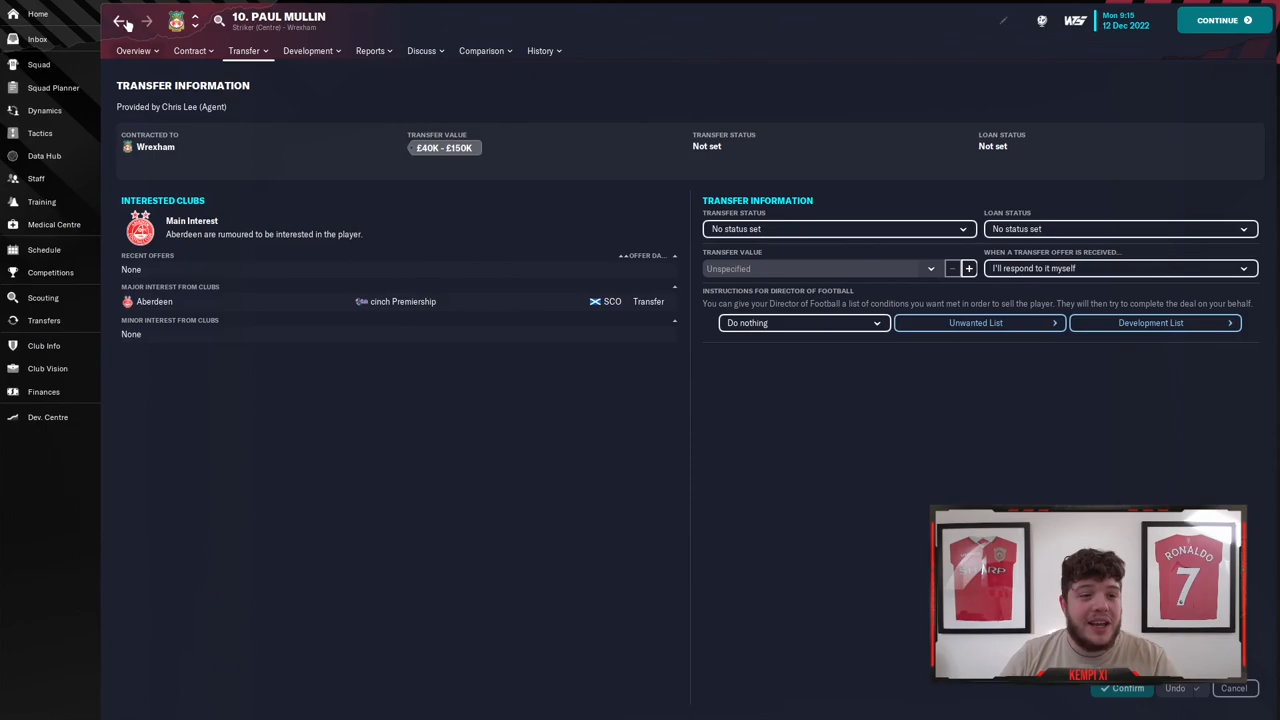 Home
Inbox
Squad
Squad Planner
Dynamics
Tactics
Data Hub
Staff
Training
Medical Centre
Schedule
Competitions
Scouting
Transfers
Club Info
Club Vision
Finances
Dev. Centre
10. PAUL MULLIN
Striker (Centre) - Wrexham
Mon 9:15
12 Dec 2022
CONTINUE
Overview
Contract
Transfer
Development
Reports
Discuss
Comparison
History
TRANSFER INFORMATION
Provided by Chris Lee (Agent)
CONTRACTED TO
Wrexham
TRANSFER VALUE
£40K - £150K
TRANSFER STATUS
Not set
LOAN STATUS
Not set
INTERESTED CLUBS
Main Interest
Aberdeen are rumoured to be interested in the player.
RECENT OFFERS
OFFER DA...
None
MAJOR INTEREST FROM CLUBS
Aberdeen
cinch Premiership
SCO
Transfer
MINOR INTEREST FROM CLUBS
None
TRANSFER INFORMATION
TRANSFER STATUS
No status set
LOAN STATUS
No status set
TRANSFER VALUE
Unspecified
WHEN A TRANSFER OFFER IS RECEIVED...
I'll respond to it myself
INSTRUCTIONS FOR DIRECTOR OF FOOTBALL
You can give your Director of Football a list of conditions you want met in order to sell the player. They will then try to complete the deal on your behalf.
Do nothing
Unwanted List
Development List
SHARP
RONALDO
7
KEMPI XI
Confirm
Undo
Cancel